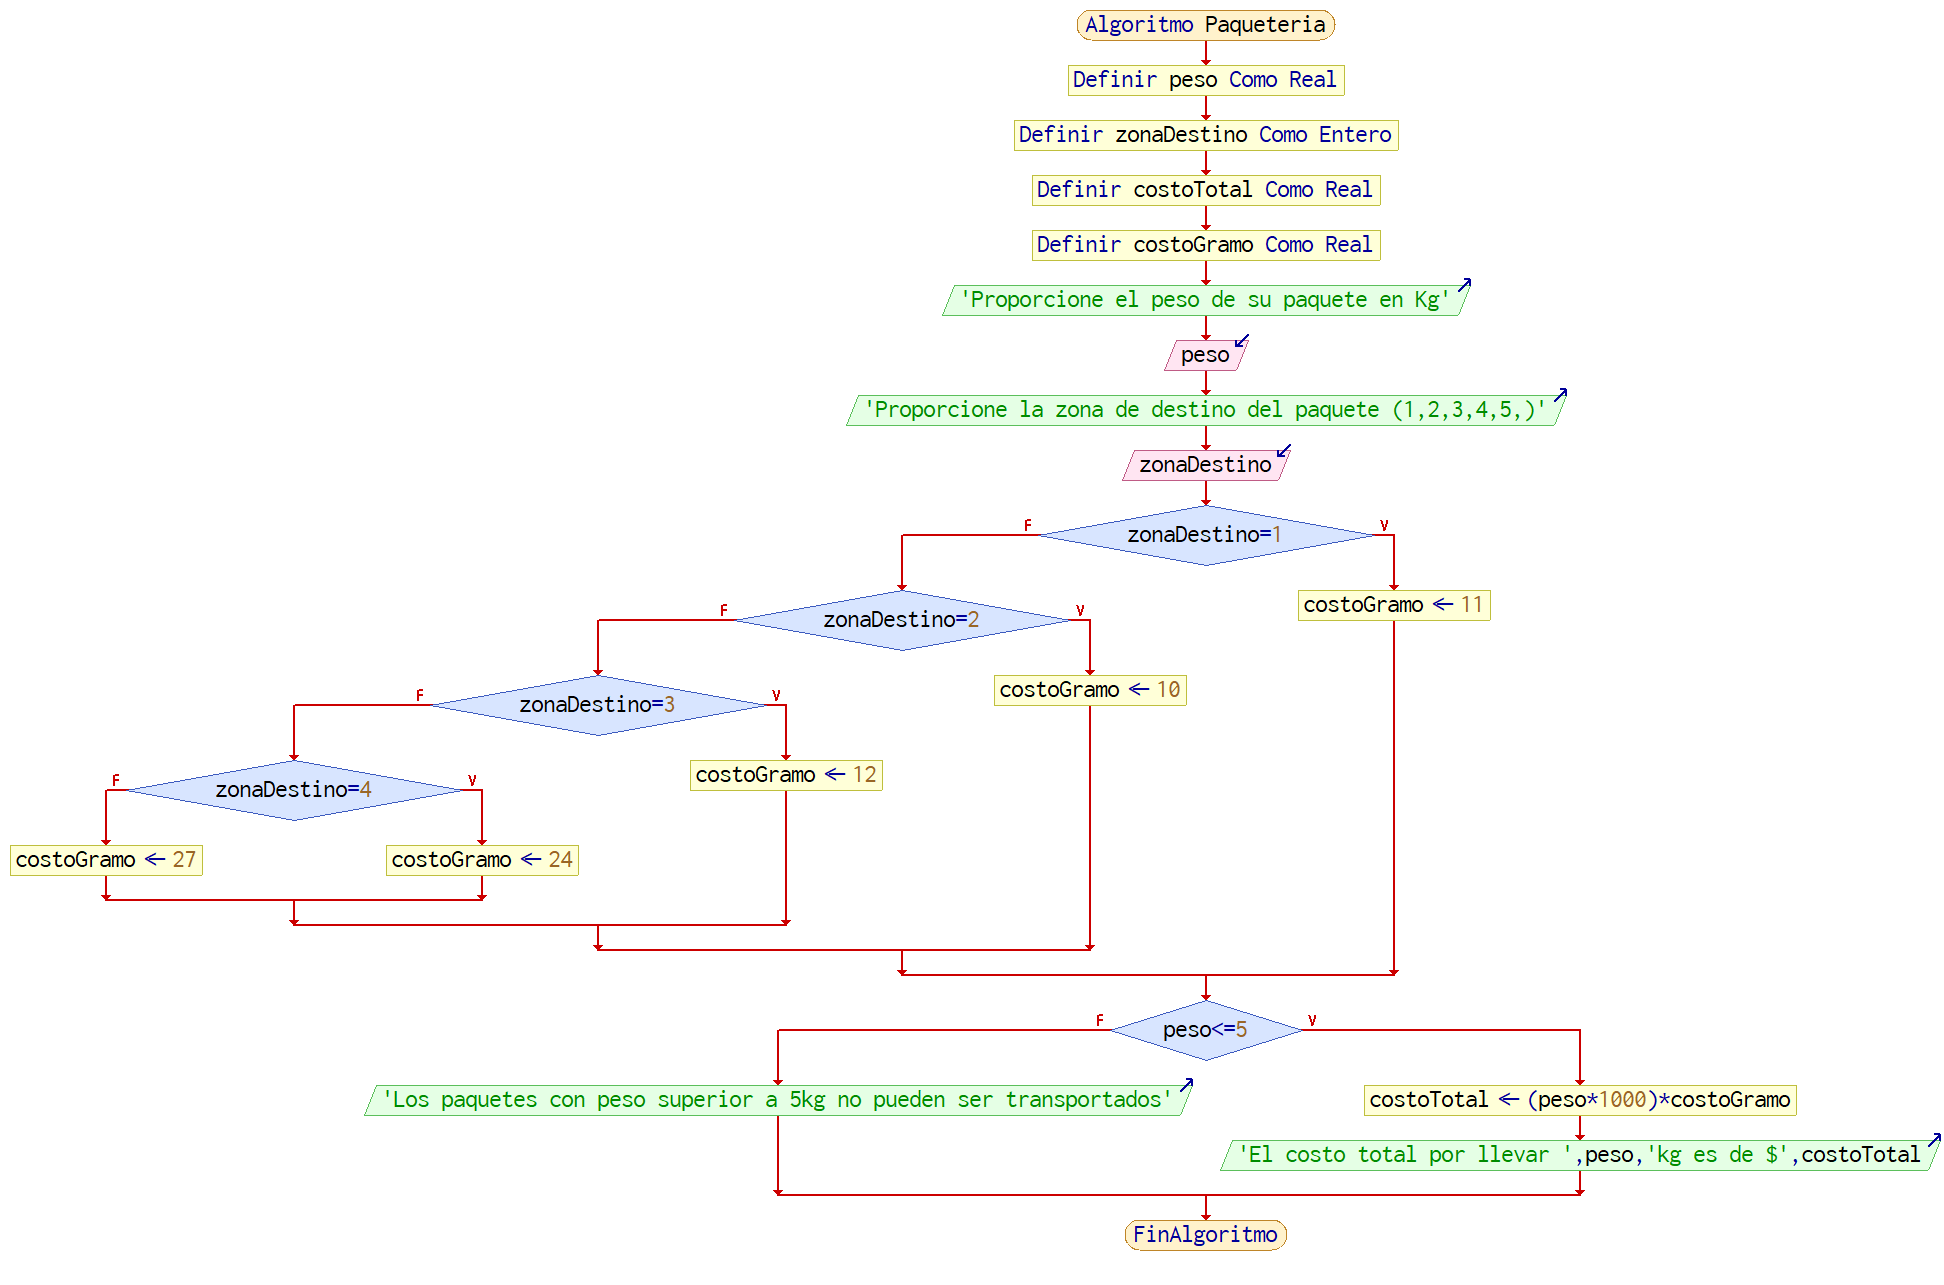 Algoritmo Paqueteria
Definir peso Como Real
Definir zonaDestino Como Entero
Definir costoTotal Como Real
Definir costoGramo Como Real
'Proporcione el peso de su paquete en Kg'
peso
'Proporcione la zona de destino del paquete (1,2,3,4,5,)'
zonaDestino
F
V
zonaDestino=1
costoGramo ← 11
F
V
zonaDestino=2
costoGramo ← 10
F
V
zonaDestino=3
costoGramo ← 12
F
V
zonaDestino=4
costoGramo ← 27
costoGramo ← 24
F
V
peso<=5
'Los paquetes con peso superior a 5kg no pueden ser transportados'
costoTotal ← (peso*1000)*costoGramo
'El costo total por llevar ',peso,'kg es de $',costoTotal
FinAlgoritmo